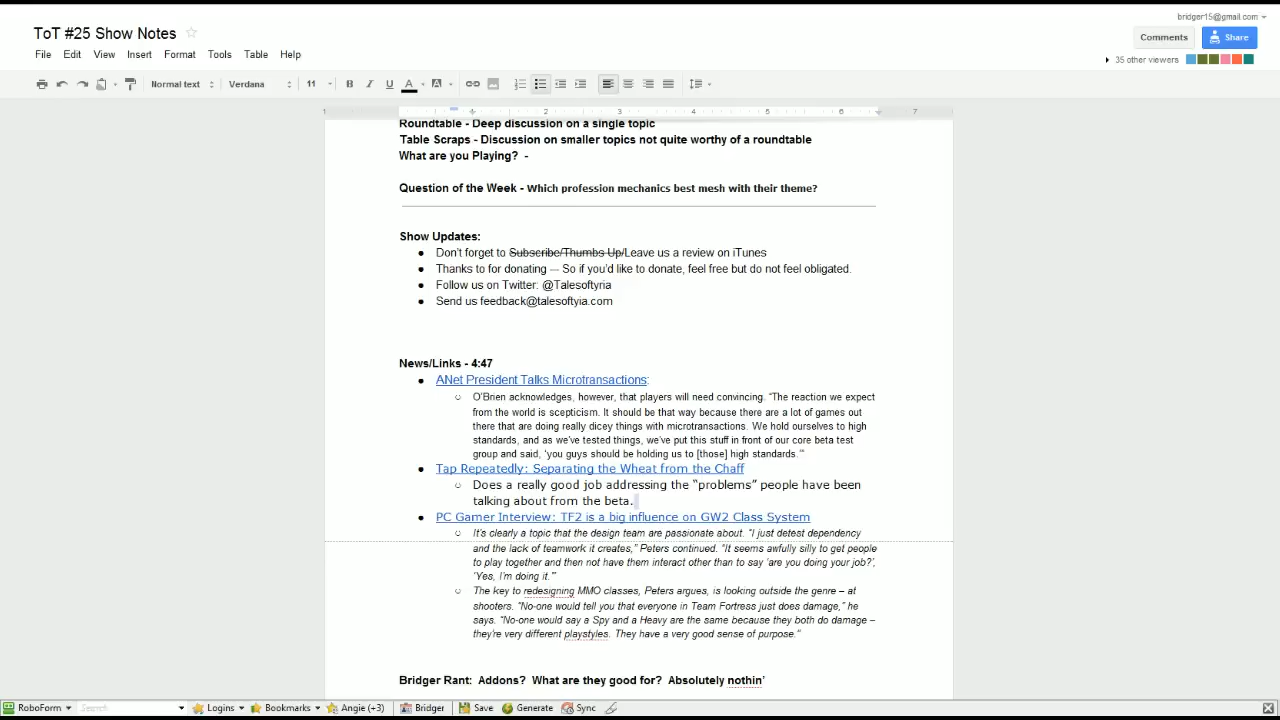 bridger15@gmail.com
ToT #25 Show Notes
Comments
Share
File Edit View Insert Format Tools Table Help
35 other viewers
Normal text Verdana 11 B I U A A
1 1 2 3 4 5 6 7
Roundtable - Deep discussion on a single topic
Table Scraps - Discussion on smaller topics not quite worthy of a roundtable
What are you Playing? -
Question of the Week - Which profession mechanics best mesh with their theme?
Show Updates:
● Don't forget to Subscribe/Thumbs Up/Leave us a review on iTunes
● Thanks to for donating –- So if you'd like to donate, feel free but do not feel obligated.
● Follow us on Twitter: @Talesoftyria
● Send us feedback@talesoftyia.com
News/Links - 4:47
● ANet President Talks Microtransactions:
○ O'Brien acknowledges, however, that players will need convincing. “The reaction we expect
from the world is scepticism. It should be that way because there are a lot of games out
there that are doing really dicey things with microtransactions. We hold ourselves to high
standards, and as we've tested things, we've put this stuff in front of our core beta test
group and said, ‘you guys should be holding us to [those] high standards.’”
● Tap Repeatedly: Separating the Wheat from the Chaff
○ Does a really good job addressing the “problems” people have been
talking about from the beta.
● PC Gamer Interview: TF2 is a big influence on GW2 Class System
○ It's clearly a topic that the design team are passionate about. “I just detest dependency
and the lack of teamwork it creates,” Peters continued. “It seems awfully silly to get people
to play together and then not have them interact other than to say ‘are you doing your job?’,
‘Yes, I'm doing it.’”
○ The key to redesigning MMO classes, Peters argues, is looking outside the genre – at
shooters. “No-one would tell you that everyone in Team Fortress just does damage,” he
says. “No-one would say a Spy and a Heavy are the same because they both do damage –
they're very different playstyles. They have a very good sense of purpose.”
Bridger Rant: Addons? What are they good for? Absolutely nothin’
RoboForm Search Logins Bookmarks Angie (+3) Bridger Save Generate Sync